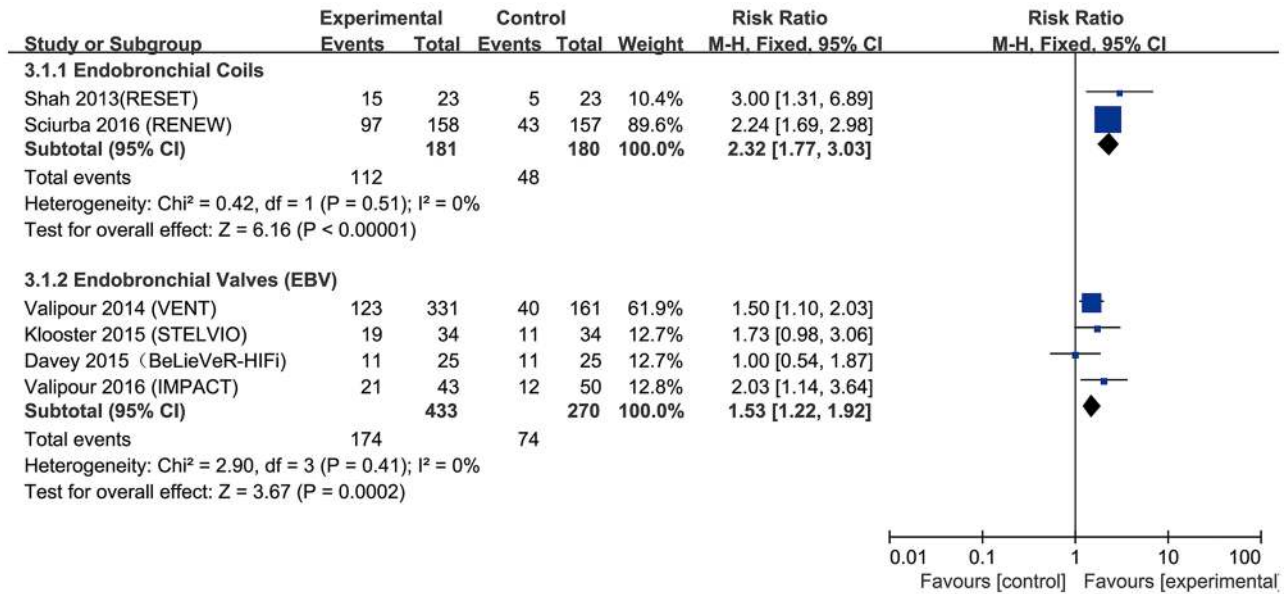 Experimental Control Risk Ratio Risk Ratio
Study or Subgroup Events Total Events Total Weight M-H, Fixed, 95% CI M-H, Fixed, 95% CI
3.1.1 Endobronchial Coils
Shah 2013(RESET) 15 23 5 23 10.4% 3.00 [1.31, 6.89]
Sciurba 2016 (RENEW) 97 158 43 157 89.6% 2.24 [1.69, 2.98]
Subtotal (95% CI) 181 180 100.0% 2.32 [1.77, 3.03]
Total events 112 48
Heterogeneity: Chi² = 0.42, df = 1 (P = 0.51); I² = 0%
Test for overall effect: Z = 6.16 (P < 0.00001)
3.1.2 Endobronchial Valves (EBV)
Valipour 2014 (VENT) 123 331 40 161 61.9% 1.50 [1.10, 2.03]
Klooster 2015 (STELVIO) 19 34 11 34 12.7% 1.73 [0.98, 3.06]
Davey 2015（BeLieVeR-HIFi) 11 25 11 25 12.7% 1.00 [0.54, 1.87]
Valipour 2016 (IMPACT) 21 43 12 50 12.8% 2.03 [1.14, 3.64]
Subtotal (95% CI) 433 270 100.0% 1.53 [1.22, 1.92]
Total events 174 74
Heterogeneity: Chi² = 2.90, df = 3 (P = 0.41); I² = 0%
Test for overall effect: Z = 3.67 (P = 0.0002)
0.01 0.1 1 10 100
Favours [control] Favours [experimental]